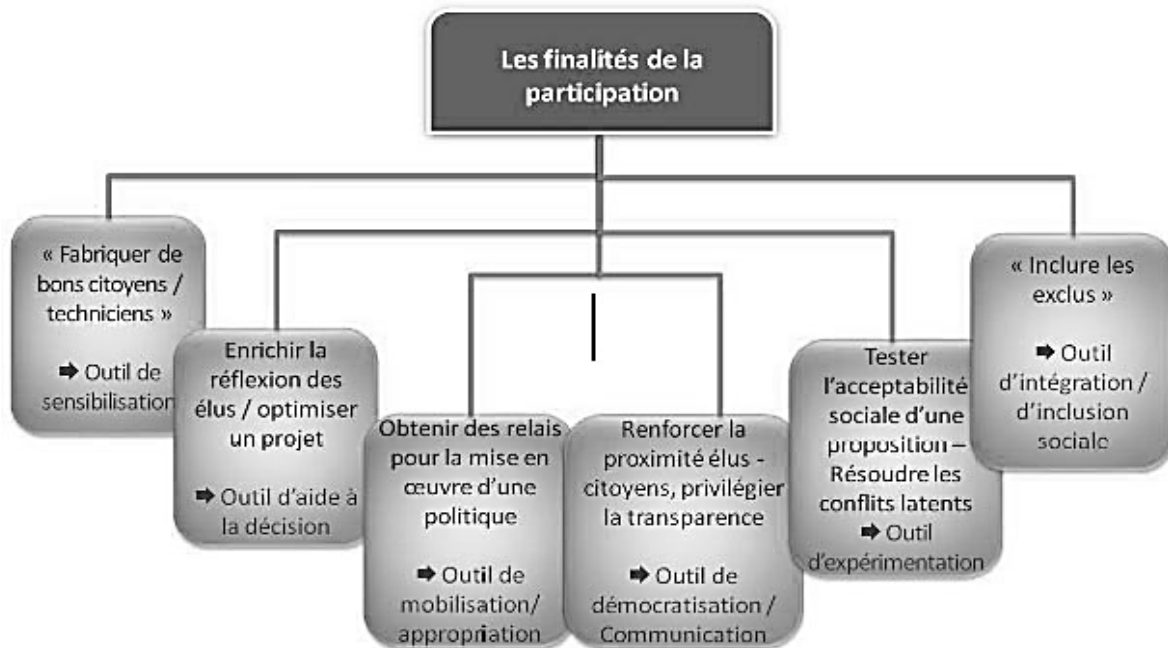 Les finalités de la
participation
« Fabriquer de
bons citoyens /
techniciens »
➡ Outil de
sensibilisation
Enrichir la
réflexion des
élus / optimiser
un projet
➡ Outil d'aide à
la décision
Obtenir des relais
pour la mise en
œuvre d'une
politique
➡ Outil de
mobilisation/
appropriation
Renforcer la
proximité élus -
citoyens, privilégier
la transparence
➡ Outil de
démocratisation /
Communication
Tester
l'acceptabilité
sociale d'une
proposition –
Résoudre les
conflits latents
➡ Outil
d'expérimentation
« Inclure les
exclus »
➡ Outil
d'intégration /
d'inclusion
sociale